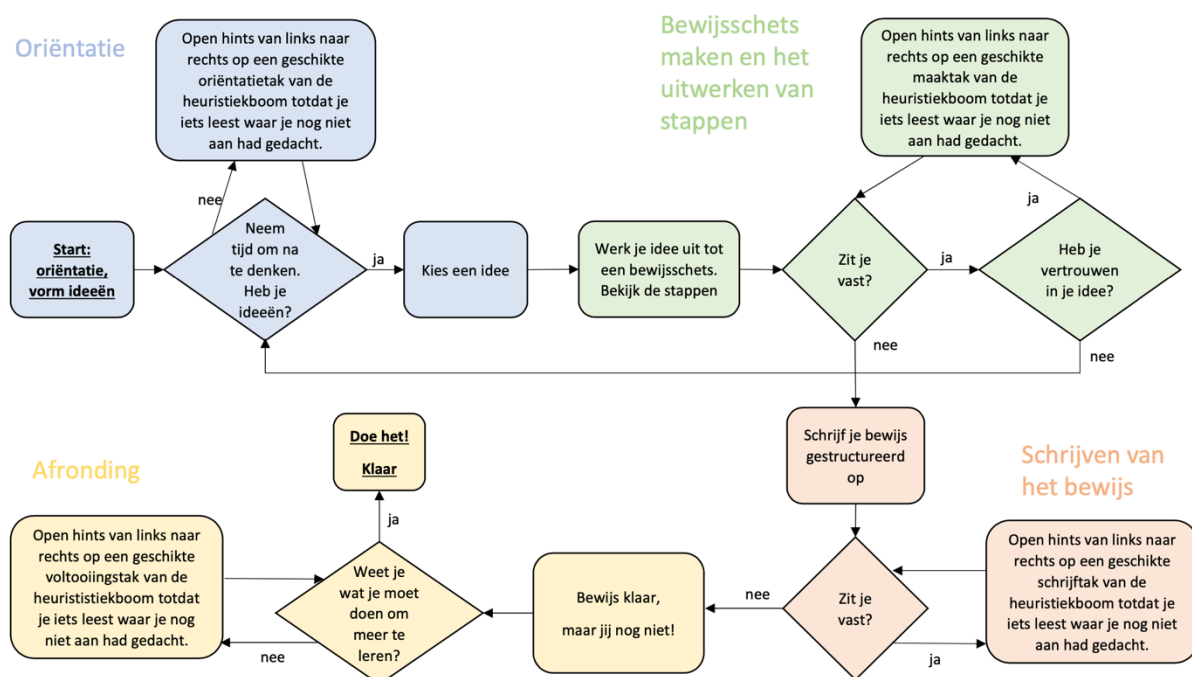 Oriëntatie
Open hints van links naar
rechts op een geschikte
oriëntatietak van de
heuristiekboom totdat je
iets leest waar je nog niet
aan had gedacht.
nee
Start:
oriëntatie,
vorm ideeën
Neem
tijd om na
te denken.
Heb je
ideeën?
ja
Kies een idee
Bewijsschets
maken en het
uitwerken van
stappen
Werk je idee uit tot
een bewijsschets.
Bekijk de stappen
Open hints van links naar
rechts op een geschikte
maaktak van de
heuristiekboom totdat je
iets leest waar je nog niet
aan had gedacht.
Zit je
vast?
ja
Heb je
vertrouwen
in je idee?
ja
nee
nee
Schrijf je bewijs
gestructureerd
op
Schrijven van
het bewijs
Zit je
vast?
ja
Open hints van links naar
rechts op een geschikte
schrijftak van de
heuristiekboom totdat je
iets leest waar je nog niet
aan had gedacht.
nee
Bewijs klaar,
maar jij nog niet!
Afronding
Weet je
wat je moet
doen om
meer te
leren?
nee
Open hints van links naar
rechts op een geschikte
voltooiingstak van de
heurististiekboom totdat
je iets leest waar je nog
niet aan had gedacht.
ja
Doe het!
Klaar